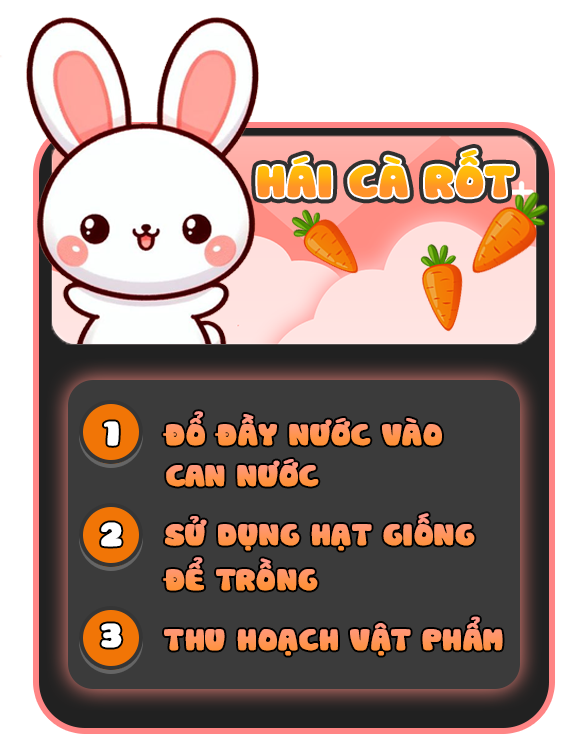 HÁI CÀ RỐT
1
ĐỔ ĐẦY NƯỚC VÀO
CAN NƯỚC
2
SỬ DỤNG HẠT GIỐNG
ĐỂ TRỒNG
3
THU HOẠCH VẬT PHẨM